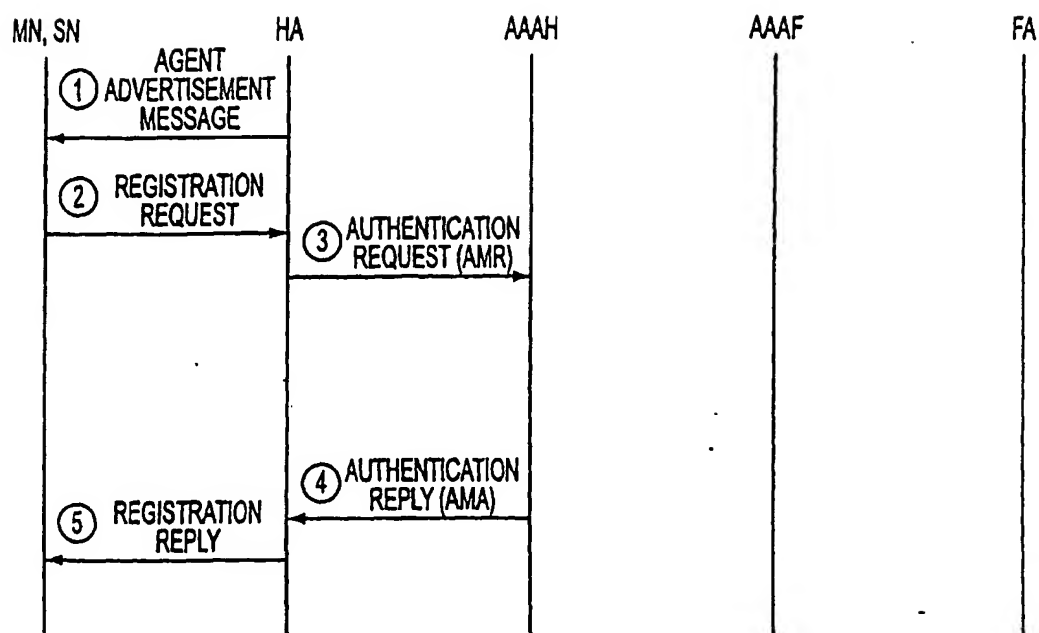 MN, SN HA AAAH AAAF FA
① AGENT
ADVERTISEMENT
MESSAGE
② REGISTRATION
REQUEST
③ AUTHENTICATION
REQUEST (AMR)
④ AUTHENTICATION
REPLY (AMA)
⑤ REGISTRATION
REPLY